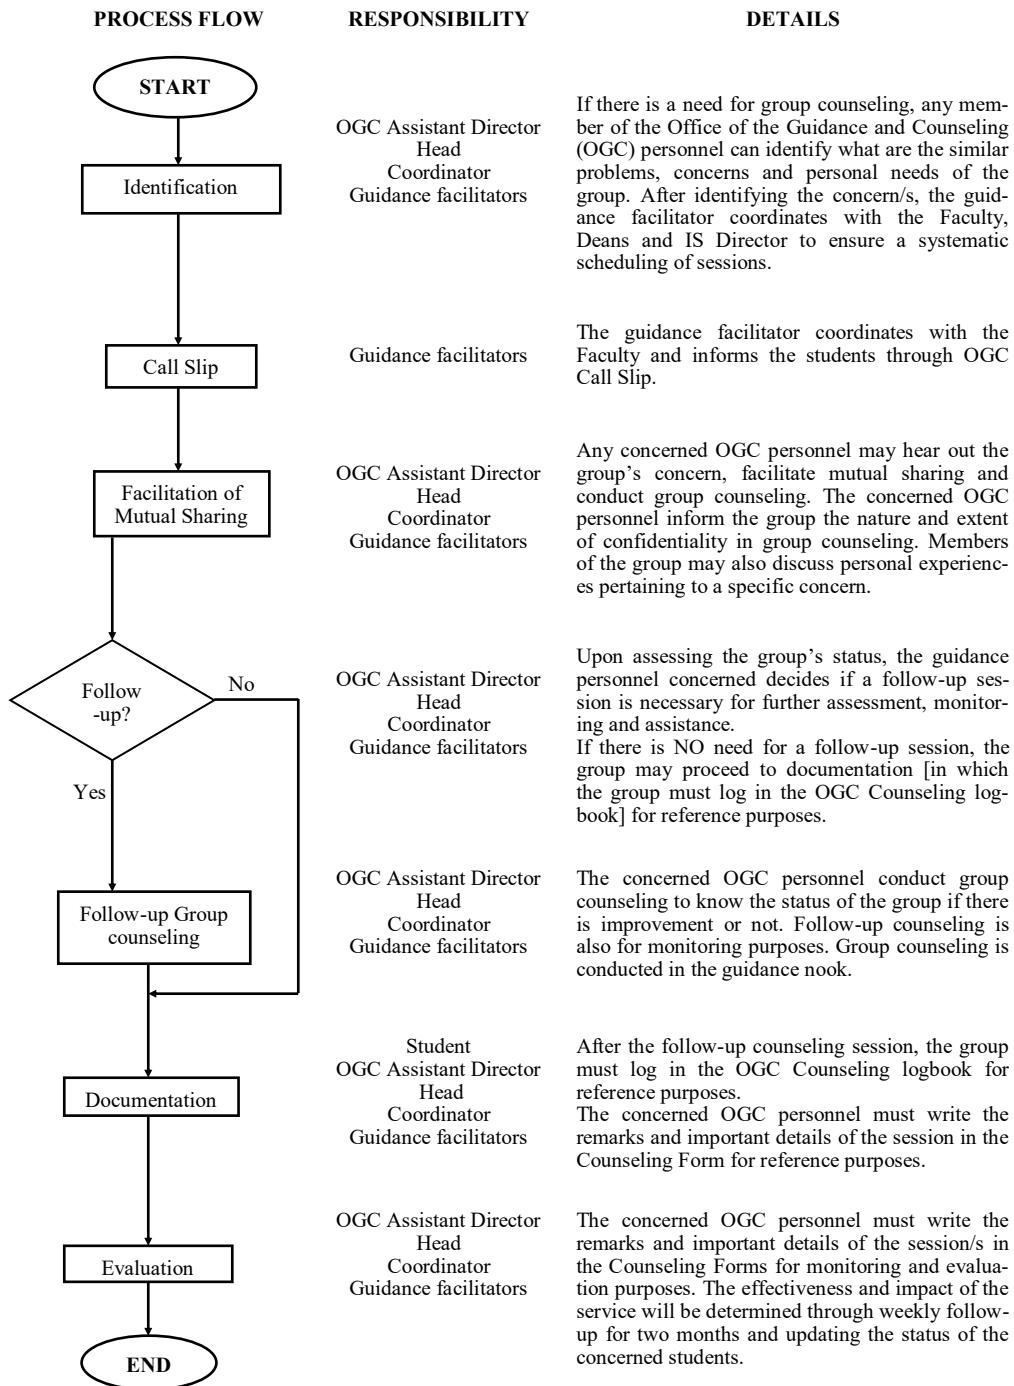 PROCESS FLOW RESPONSIBILITY DETAILS
START
Identification
OGC Assistant Director
Head
Coordinator
Guidance facilitators
If there is a need for group counseling, any mem-
ber of the Office of the Guidance and Counseling
(OGC) personnel can identify what are the similar
problems, concerns and personal needs of the
group. After identifying the concern/s, the guid-
ance facilitator coordinates with the Faculty,
Deans and IS Director to ensure a systematic
scheduling of sessions.
Call Slip
Guidance facilitators
The guidance facilitator coordinates with the
Faculty and informs the students through OGC
Call Slip.
Facilitation of
Mutual Sharing
OGC Assistant Director
Head
Coordinator
Guidance facilitators
Any concerned OGC personnel may hear out the
group’s concern, facilitate mutual sharing and
conduct group counseling. The concerned OGC
personnel inform the group the nature and extent
of confidentiality in group counseling. Members
of the group may also discuss personal experienc-
es pertaining to a specific concern.
Follow
-up?
No
Yes
OGC Assistant Director
Head
Coordinator
Guidance facilitators
Upon assessing the group’s status, the guidance
personnel concerned decides if a follow-up ses-
sion is necessary for further assessment, monitor-
ing and assistance.
If there is NO need for a follow-up session, the
group may proceed to documentation [in which
the group must log in the OGC Counseling log-
book] for reference purposes.
Follow-up Group
counseling
OGC Assistant Director
Head
Coordinator
Guidance facilitators
The concerned OGC personnel conduct group
counseling to know the status of the group if there
is improvement or not. Follow-up counseling is
also for monitoring purposes. Group counseling is
conducted in the guidance nook.
Documentation
Student
OGC Assistant Director
Head
Coordinator
Guidance facilitators
After the follow-up counseling session, the group
must log in the OGC Counseling logbook for
reference purposes.
The concerned OGC personnel must write the
remarks and important details of the session in the
Counseling Form for reference purposes.
Evaluation
OGC Assistant Director
Head
Coordinator
Guidance facilitators
The concerned OGC personnel must write the
remarks and important details of the session/s in
the Counseling Forms for monitoring and evalua-
tion purposes. The effectiveness and impact of the
service will be determined through weekly follow-
up for two months and updating the status of the
concerned students.
END